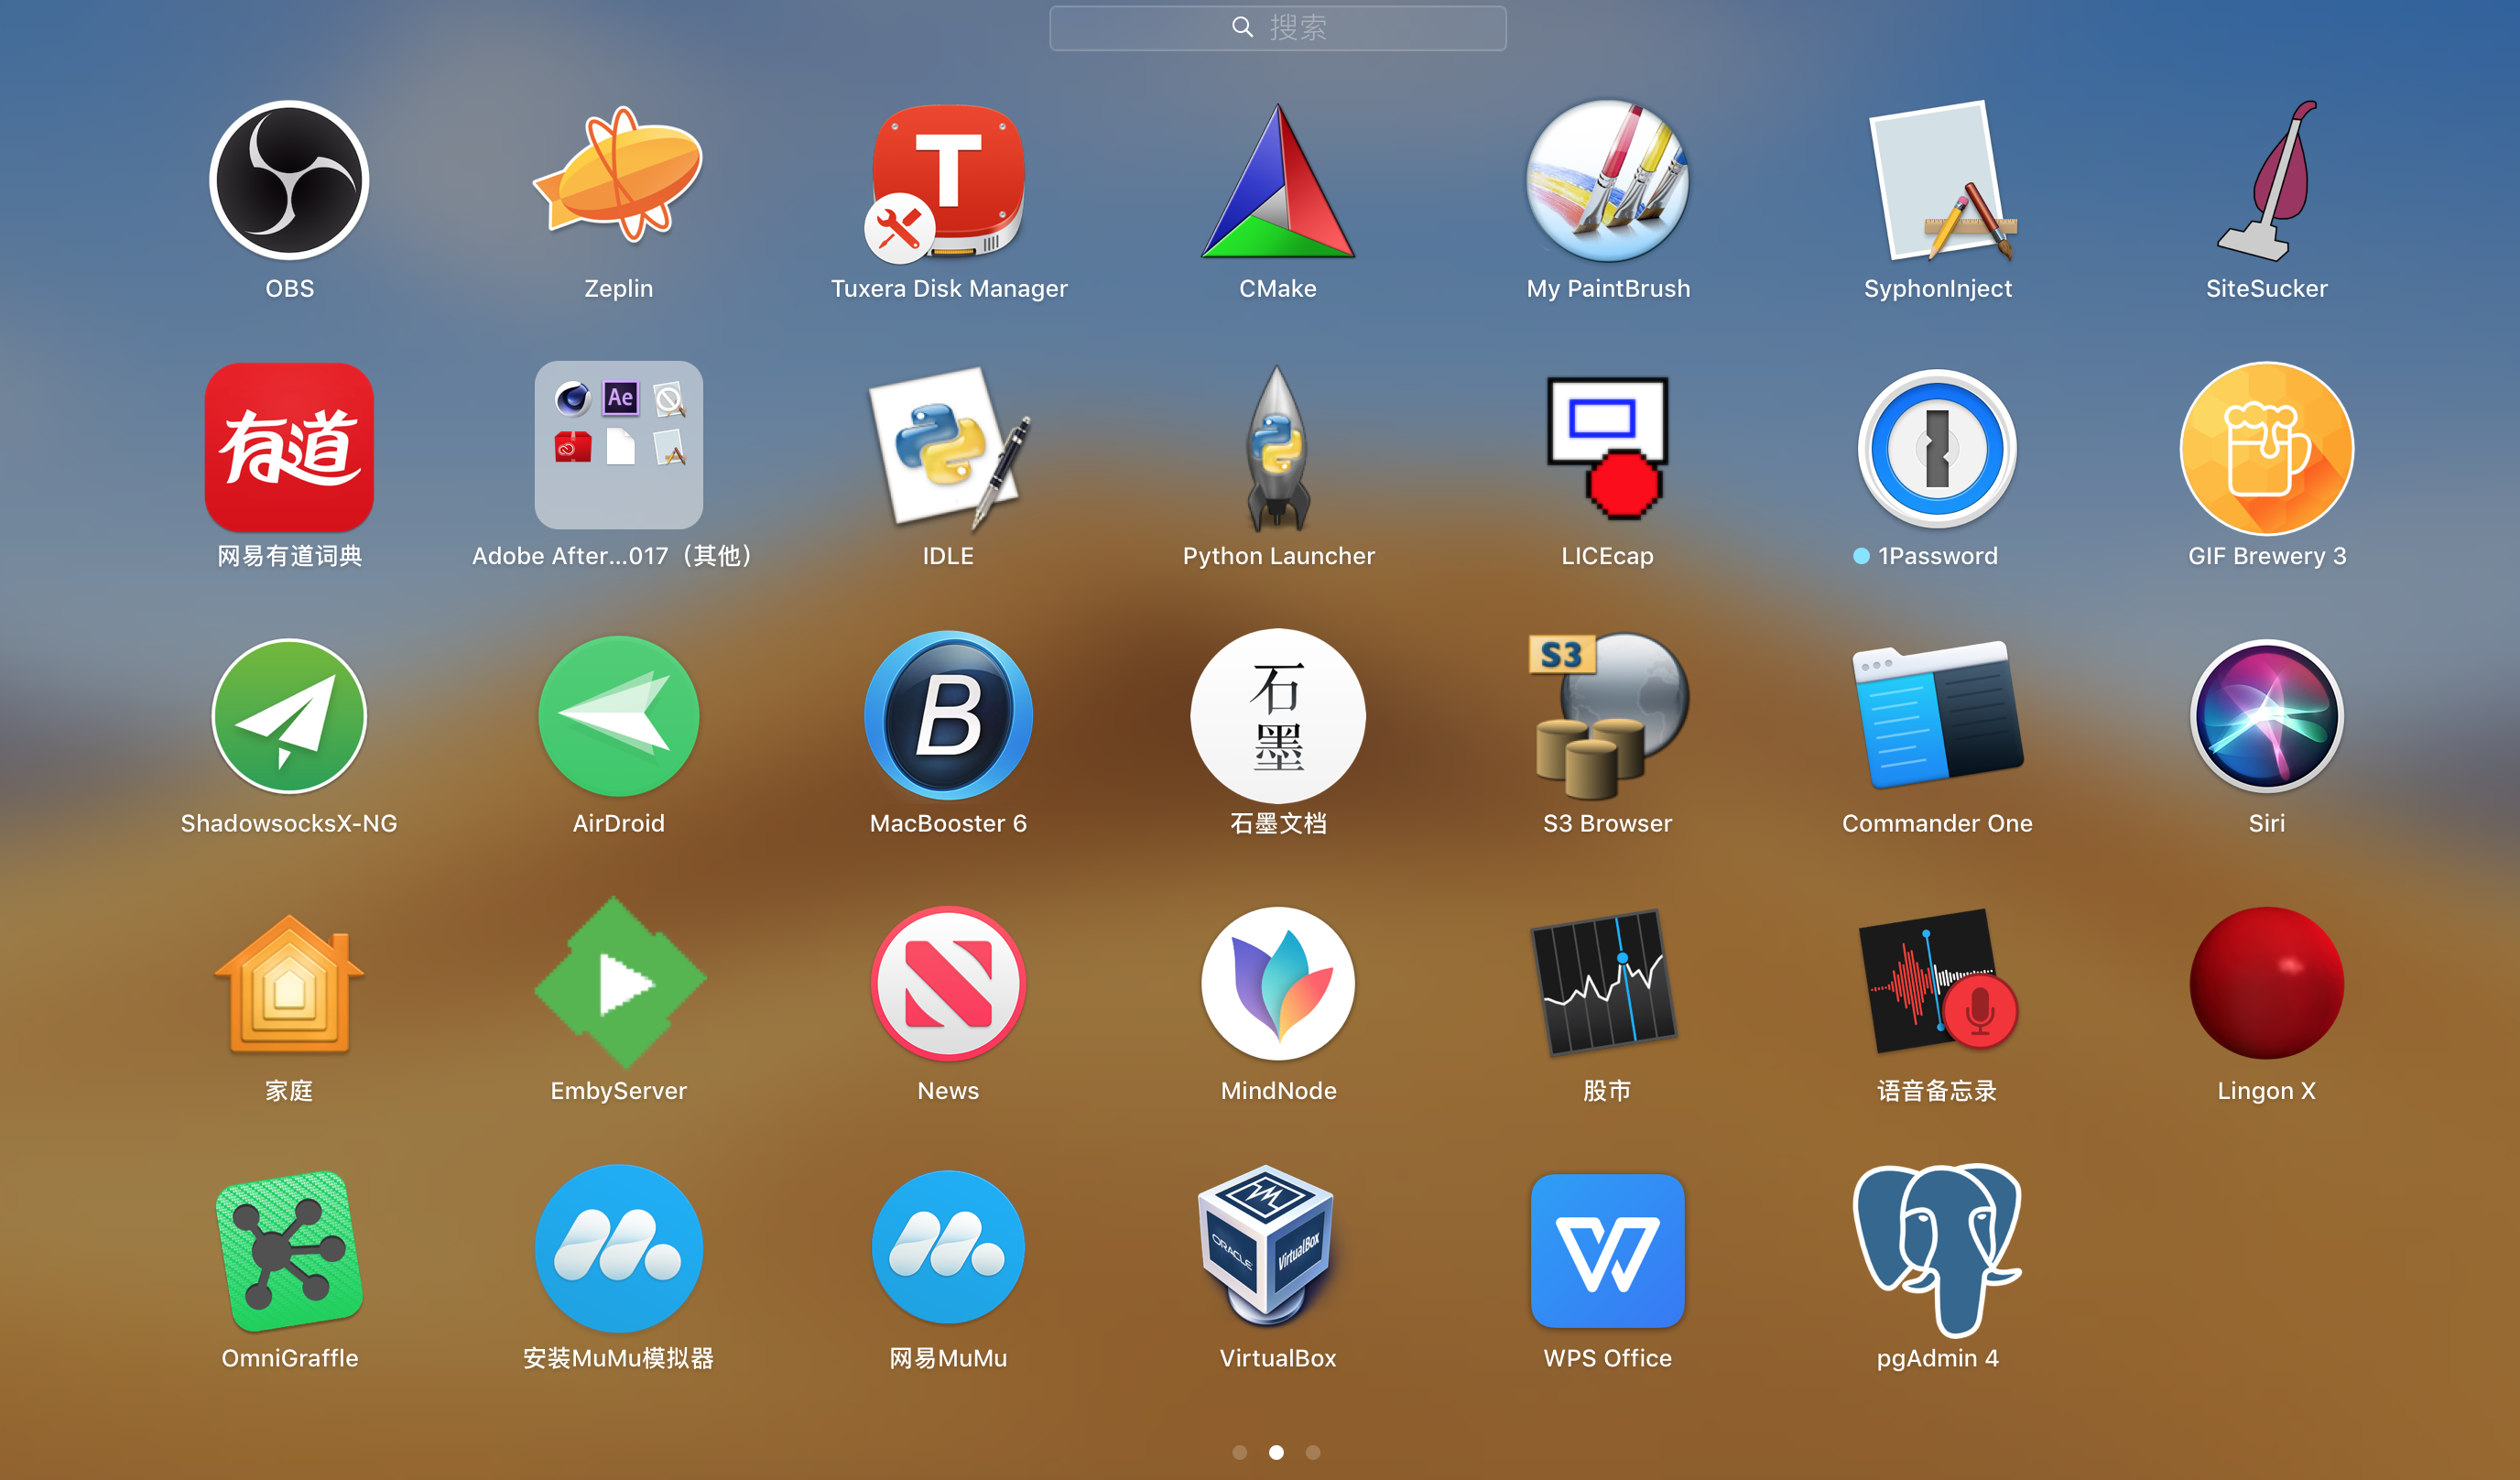 搜索
OBS
Zeplin
T
Tuxera Disk Manager
CMake
My PaintBrush
SyphonInject
SiteSucker
有道
网易有道词典
Ae
Adobe After...017（其他）
IDLE
Python Launcher
LICEcap
1Password
GIF Brewery 3
ShadowsocksX-NG
AirDroid
B
MacBooster 6
石墨
石墨文档
S3
S3 Browser
Commander One
Siri
家庭
EmbyServer
News
MindNode
股市
语音备忘录
Lingon X
OmniGraffle
安装MuMu模拟器
网易MuMu
ORACLE
VirtualBox
VirtualBox
W
WPS Office
pgAdmin 4